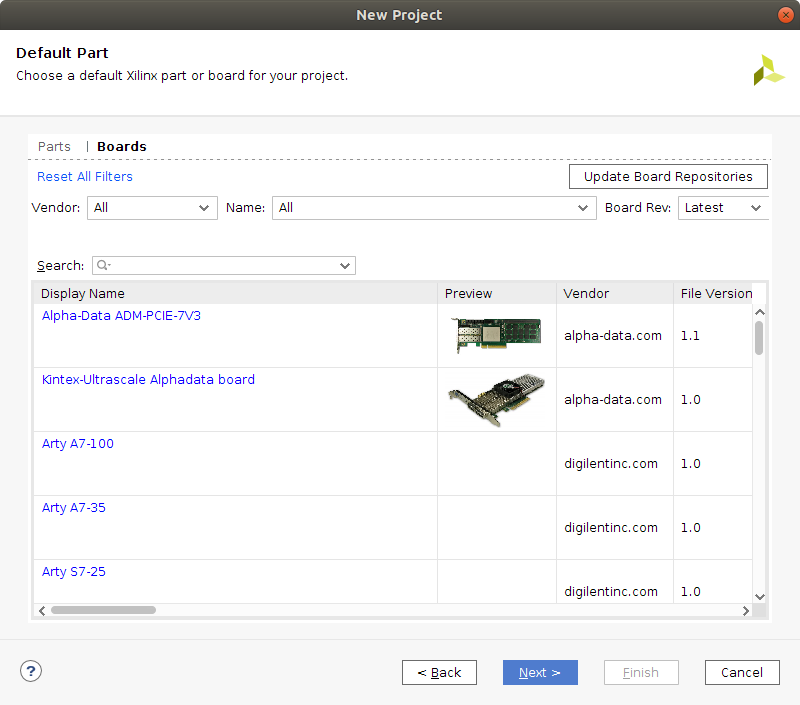 New Project
Default Part
Choose a default Xilinx part or board for your project.
Parts | Boards
Reset All Filters
Update Board Repositories
Vendor: All Name: All Board Rev: Latest
Search:
Display Name Preview Vendor File Version
Alpha-Data ADM-PCIE-7V3 alpha-data.com 1.1
Kintex-Ultrascale Alphadata board alpha-data.com 1.0
Arty A7-100 digilentinc.com 1.0
Arty A7-35 digilentinc.com 1.0
Arty S7-25 digilentinc.com 1.0
? < Back Next > Finish Cancel